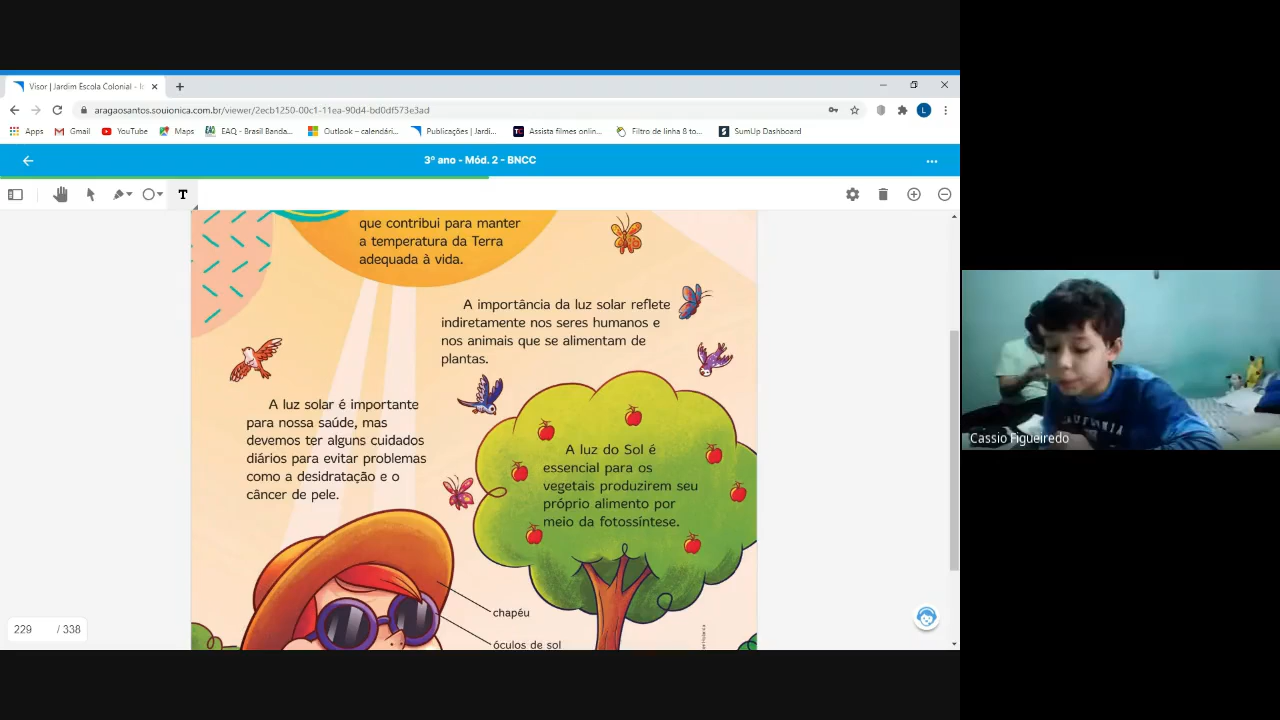 Visor | Jardim Escola Colonial - I
aragaosantos.souionica.com.br/viewer/2ecb1250-00c1-11ea-90d4-bd0df573e3ad
L
Apps
Gmail
YouTube
Maps
EAQ - Brasil Banda...
Outlook – calendári...
Publicações | Jardi...
Assista filmes onlin...
Filtro de linha 8 to...
SumUp Dashboard
3º ano - Mód. 2 - BNCC
T
que contribui para manter
a temperatura da Terra
adequada à vida.
A importância da luz solar reflete
indiretamente nos seres humanos e
nos animais que se alimentam de
plantas.
A luz solar é importante
para nossa saúde, mas
devemos ter alguns cuidados
diários para evitar problemas
como a desidratação e o
câncer de pele.
A luz do Sol é
essencial para os
vegetais produzirem seu
próprio alimento por
meio da fotossíntese.
chapéu
óculos de sol
229 / 338
CALIFORNIA
Cassio Figueiredo